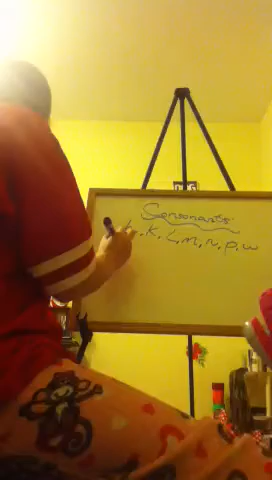 Consonants
h, K, L, m, n, p, w